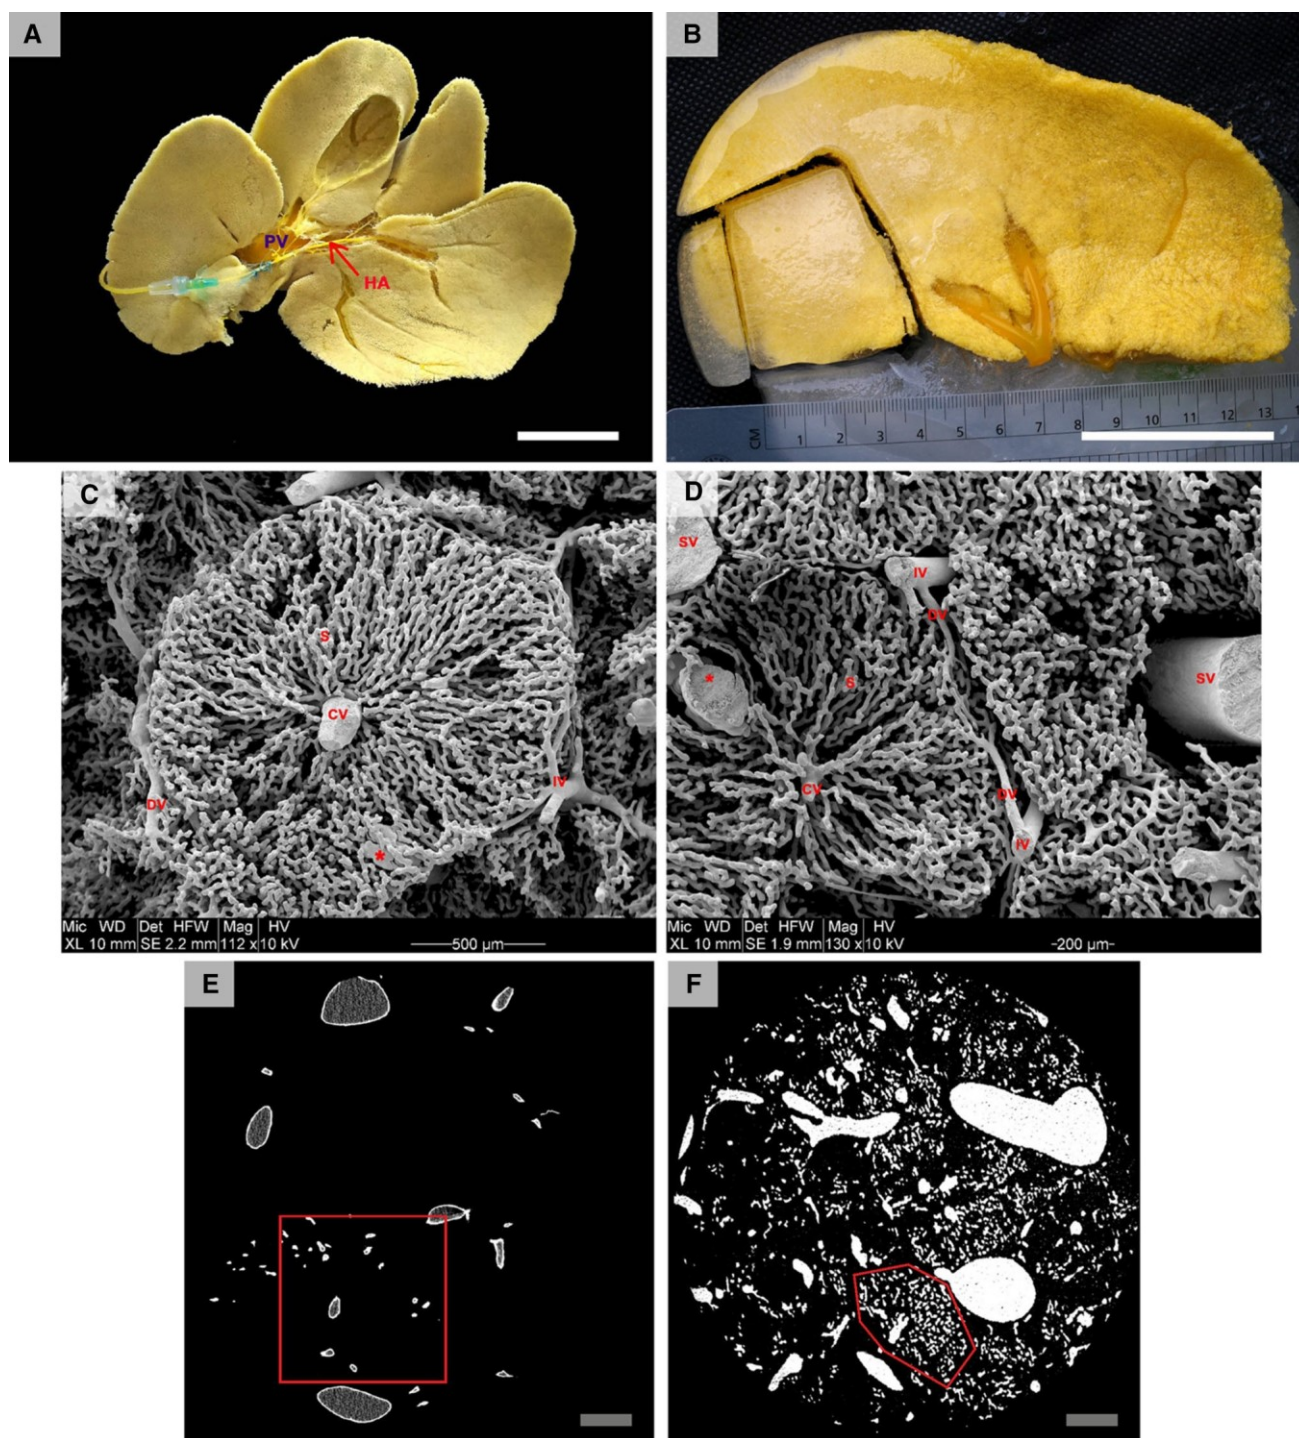 A
B
PV
HA
CM 1 2 3 4 5 6 7 8 9 10 11 12 13
C
D
S
CV
DV
IV
*
SV
IV
DV
*
S
SV
CV
DV
IV
Mic WD Det HFW Mag HV
XL 10 mm SE 2.2 mm 112 x 10 kV 500 µm
Mic WD Det HFW Mag HV
XL 10 mm SE 1.9 mm 130 x 10 kV 200 µm
E
F